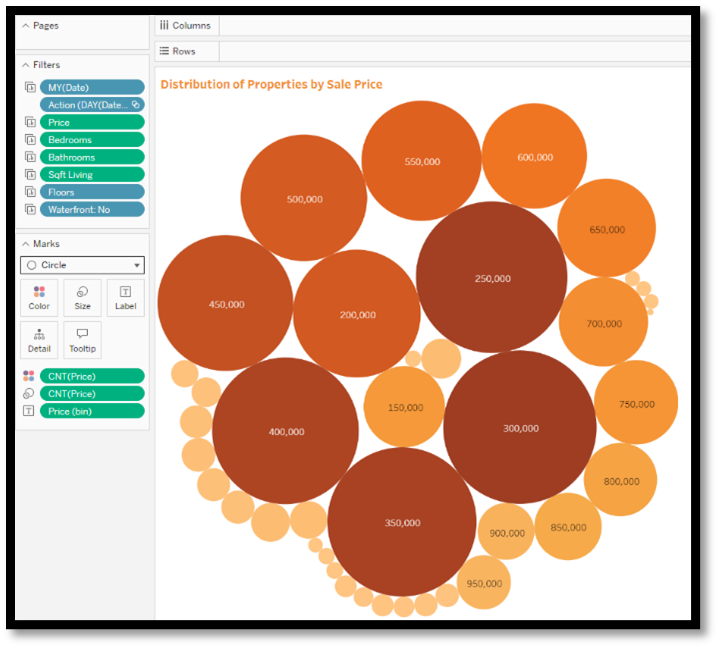 Pages
Columns
Rows
Filters
MY(Date)
Action (DAY(Date...
Price
Bedrooms
Bathrooms
Sqft Living
Floors
Waterfront: No
Marks
Circle
Color
Size
Label
Detail
Tooltip
CNT(Price)
CNT(Price)
Price (bin)
Distribution of Properties by Sale Price
550,000
600,000
500,000
650,000
250,000
450,000
200,000
700,000
150,000
750,000
400,000
300,000
800,000
350,000
900,000
850,000
950,000